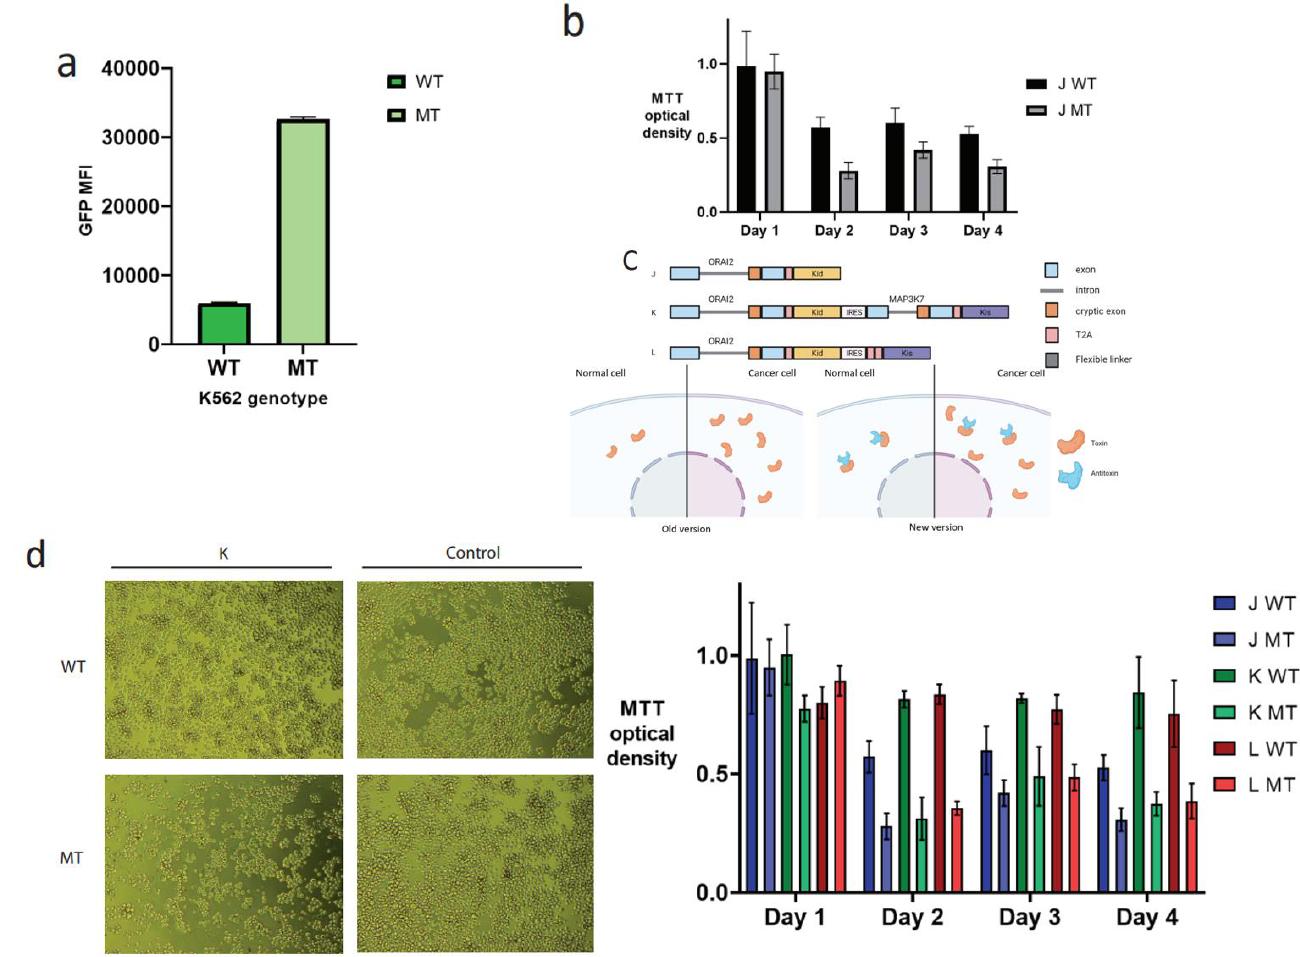 a
40000
30000
20000
10000
0
GFP MFI
WT
MT
K562 genotype
WT
MT
b
MTT
optical
density
1.0
0.5
0.0
Day 1
Day 2
Day 3
Day 4
J WT
J MT
C
J
ORAI2
Kid
K
ORAI2
Kid
IRES
MAP3K7
Kis
L
ORAI2
Kid
IRES
Kis
exon
intron
cryptic exon
T2A
Flexible linker
Normal cell
Cancer cell
Normal cell
Cancer cell
Toxin
Antitoxin
Old version
New version
d
K
Control
WT
MT
MTT
optical
density
1.0
0.5
0.0
Day 1
Day 2
Day 3
Day 4
J WT
J MT
K WT
K MT
L WT
L MT